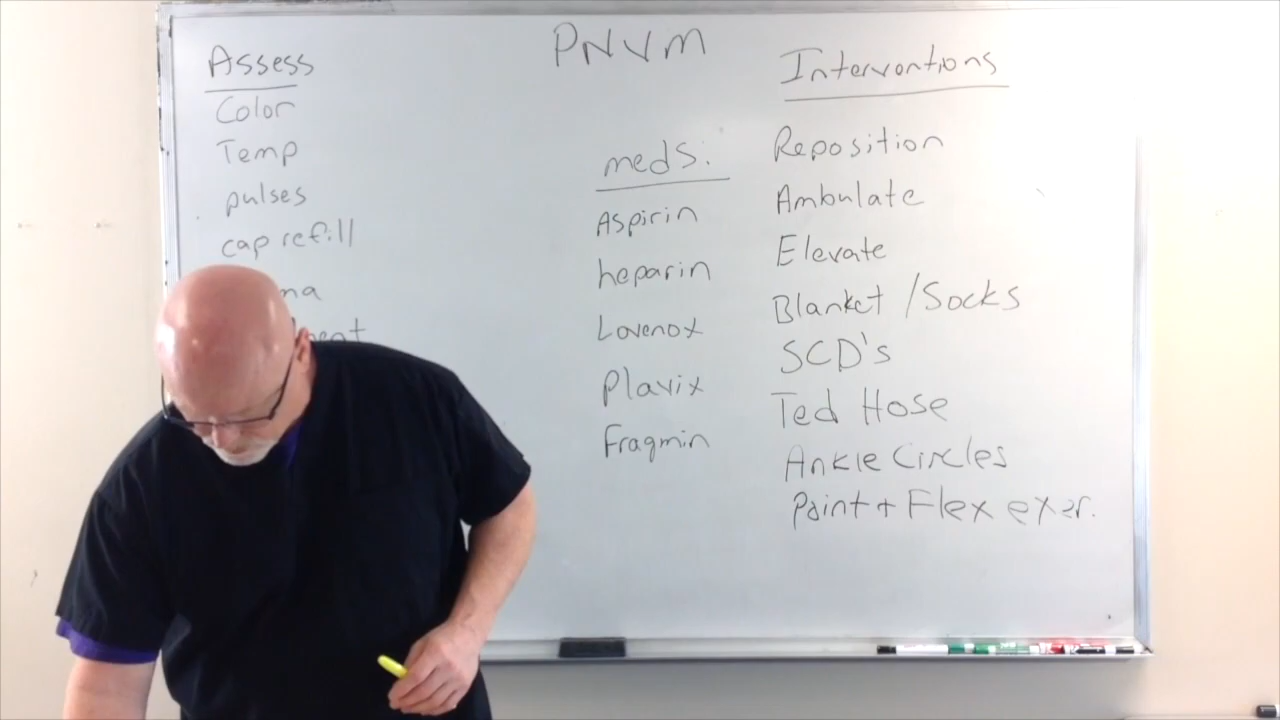 PNVM
Assess
Color
Temp
pulses
cap refill
meds.
Aspirin
heparin
Lovenox
Plavix
Fragmin
Interventions
Reposition
Ambulate
Elevate
Blanket /Socks
SCD's
Ted Hose
Ankle Circles
Point + Flex exer.